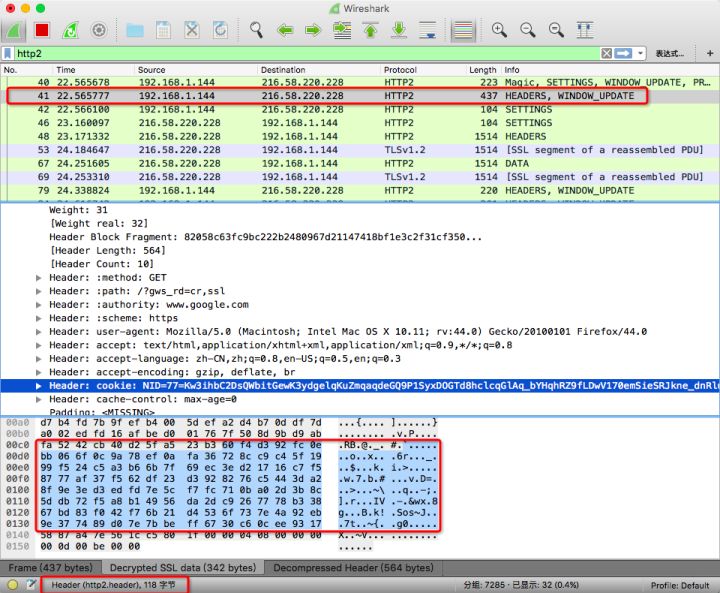 Wireshark
http2
表达式…
+
No. Time Source Destination Protocol Length Info
40 22.565678 192.168.1.144 216.58.220.228 HTTP2 223 Magic, SETTINGS, WINDOW_UPDATE, PR…
41 22.565777 192.168.1.144 216.58.220.228 HTTP2 437 HEADERS, WINDOW_UPDATE
42 22.566100 192.168.1.144 216.58.220.228 HTTP2 104 SETTINGS
46 23.160097 216.58.220.228 192.168.1.144 HTTP2 104 SETTINGS
48 23.171332 216.58.220.228 192.168.1.144 HTTP2 1514 HEADERS
53 24.184647 216.58.220.228 192.168.1.144 TLSv1.2 1514 [SSL segment of a reassembled PDU]
67 24.251605 216.58.220.228 192.168.1.144 HTTP2 1514 DATA
69 24.253310 216.58.220.228 192.168.1.144 TLSv1.2 1514 [SSL segment of a reassembled PDU]
79 24.338824 192.168.1.144 216.58.220.228 HTTP2 220 HEADERS, WINDOW_UPDATE
Weight: 31
[Weight real: 32]
Header Block Fragment: 82058c63fc9bc222b2480967d21147418bf1e3c2f31cf350...
[Header Length: 564]
[Header Count: 10]
Header: :method: GET
Header: :path: /?gws_rd=cr,ssl
Header: :authority: www.google.com
Header: :scheme: https
Header: user-agent: Mozilla/5.0 (Macintosh; Intel Mac OS X 10.11; rv:44.0) Gecko/20100101 Firefox/44.0
Header: accept: text/html,application/xhtml+xml,application/xml;q=0.9,*/*;q=0.8
Header: accept-language: zh-CN,zh;q=0.8,en-US;q=0.5,en;q=0.3
Header: accept-encoding: gzip, deflate, br
Header: cookie: NID=77=Kw3ihbC2DsQWbitGewK3ydgelqKuZmqaqdeGQ9P1SyxDOGTd8hclcqGlAq_bYHqhRZ9fLDwV170emSieSRJkne_dnRl
Header: cache-control: max-age=0
Padding: <MISSING>
00a0 d7 b4 fd 7b 9f ef b4 00 5d ef a2 d4 b7 0d df 7d ...{.... ]......}
00b0 a0 02 ed fd 16 af be d0 01 76 7f 50 8d 9b d9 ab ........ .v.P....
00c0 fa 52 42 cb 40 d2 5f a5 23 b3 60 f4 d3 92 fc 0e .RB.@._. #.`.....
00d0 bb 06 6f 0c 9a 78 0e af fa 36 72 8c c9 c4 5f 19 ..o..x.. .6r..._.
00e0 99 f5 24 c5 a3 b6 6b 7f 69 ec 3e d2 17 16 c7 f5 ..$...k. i.>.....
00f0 87 77 af 37 f5 62 df 23 d3 92 82 76 c5 44 3d a2 .w.7.b.# ...v.D=.
0100 8f 9e 3e d3 ed fd 7e 5c f7 fc 71 0b a0 2d 3b 8c ..>...~\ ..q..-;.
0110 5d db 72 f5 a8 b1 49 56 da 2d c9 26 77 78 b3 38 ].r...IV .-.&wx.8
0120 67 bd 83 f0 42 f7 6b 21 d4 53 6f 73 7e 4a 92 eb g...B.k! .Sos~J..
0130 9e 37 74 89 d0 7e 7b be ff 67 30 c6 0c ee 93 17 .7t..~{. .g0.....
0140 58 87 a4 7e 56 1c c5 80 1f 00 00 04 08 00 00 00 X..~V... ........
0150 00 0d 00 be 00 00 ......
Frame (437 bytes) Decrypted SSL data (342 bytes) Decompressed Header (564 bytes)
Header (http2.header), 118 字节 分组: 7285 · 已显示: 32 (0.4%) Profile: Default